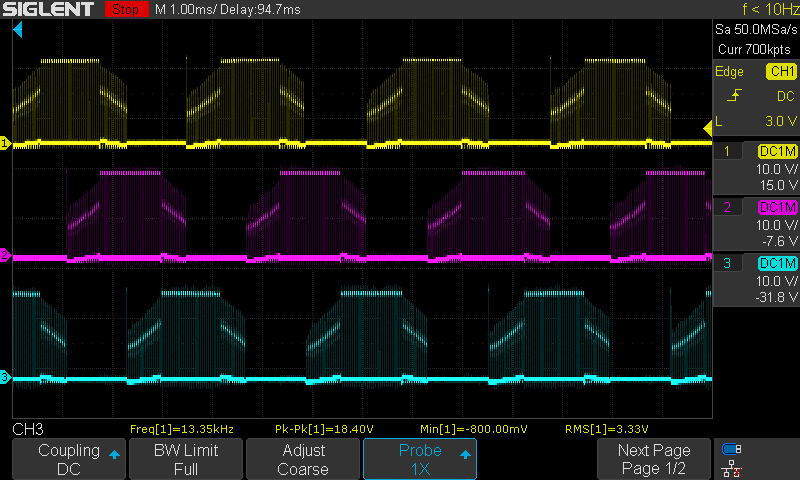 SIGLENT Stop M 1.00ms/ Delay:94.7ms f < 10Hz
Sa 50.0MSa/s
Curr 700kpts
Edge CH1
DC
L 3.0 V
1 DC1M
10.0 V/
15.0 V
2 DC1M
10.0 V/
-7.6 V
3 DC1M
10.0 V/
-31.8 V
1
2
3
CH3 Freq[1]=13.35kHz Pk-Pk[1]=18.40V Min[1]=-800.00mV RMS[1]=3.33V
Coupling BW Limit Adjust Probe Next Page
DC Full Coarse 1X Page 1/2